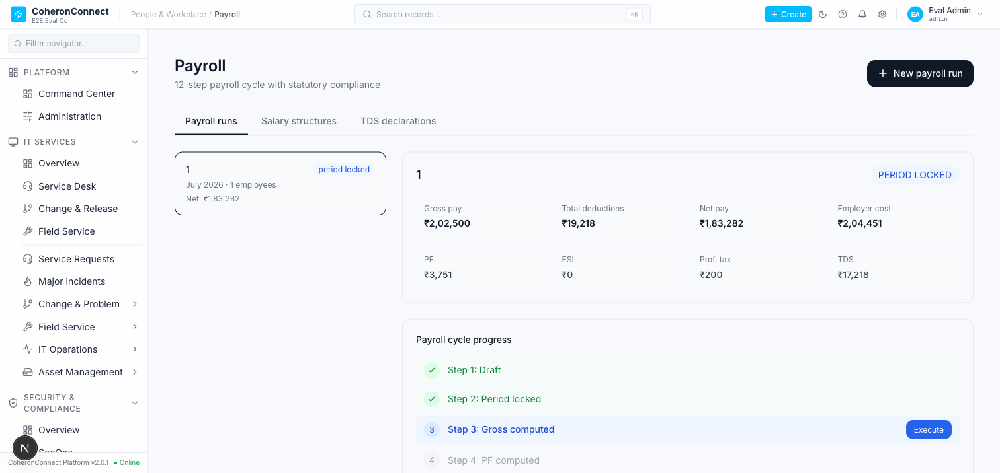 CoheronConnect
E2E Eval Co
People & Workplace / Payroll
Search records...
⌘K
+ Create
EA
Eval Admin
admin
Filter navigator...
PLATFORM
Command Center
Administration
IT SERVICES
Overview
Service Desk
Change & Release
Field Service
Service Requests
Major incidents
Change & Problem
Field Service
IT Operations
Asset Management
SECURITY &
COMPLIANCE
Overview
SecOps
N
CoheronConnect Platform v2.0.1
● Online
Payroll
12-step payroll cycle with statutory compliance
+ New payroll run
Payroll runs
Salary structures
TDS declarations
1
period locked
July 2026 · 1 employees
Net: ₹1,83,282
1
PERIOD LOCKED
Gross pay
₹2,02,500
Total deductions
₹19,218
Net pay
₹1,83,282
Employer cost
₹2,04,451
PF
₹3,751
ESI
₹0
Prof. tax
₹200
TDS
₹17,218
Payroll cycle progress
Step 1: Draft
Step 2: Period locked
3
Step 3: Gross computed
Execute
4
Step 4: PF computed